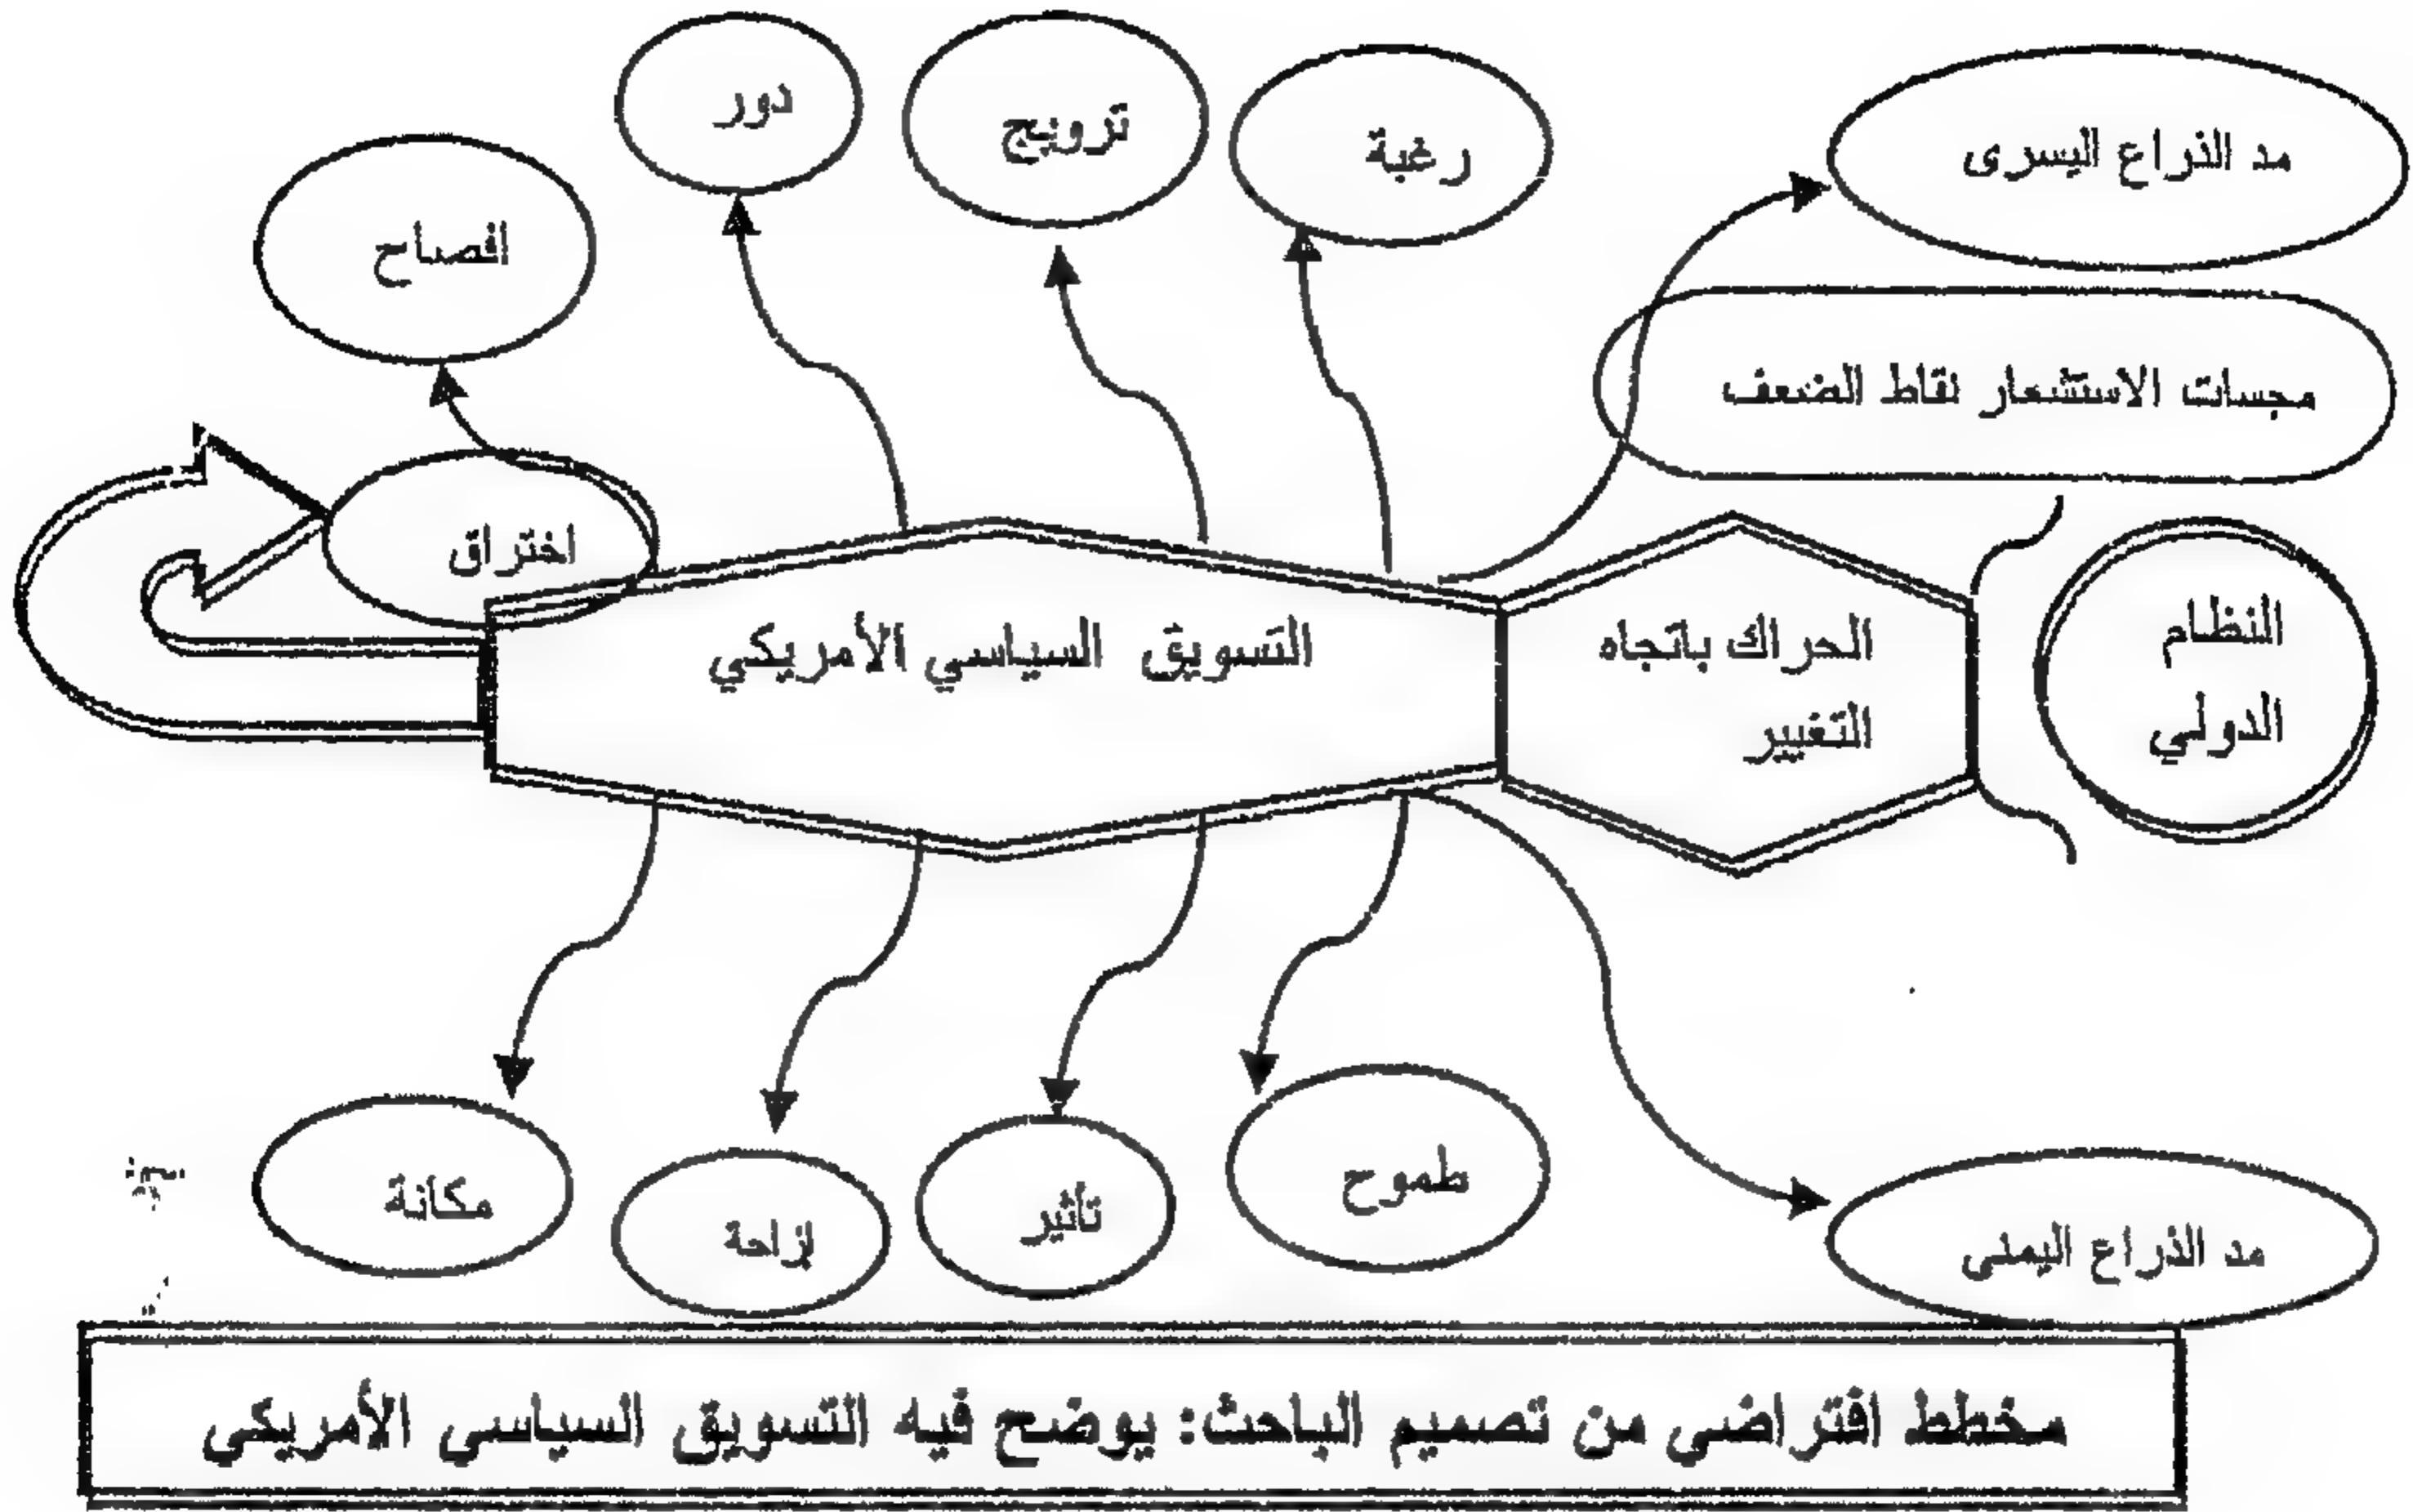 دور
ترويج
رغبة
مد الذراع اليسرى
افصاح
مجسات الاستشعار نقاط الضعف
اختراق
التسويق السياسي الأمريكي
الحراك باتجاه
التغيير
النظام
الدولي
مكانة
إزاحة
تأثير
طموح
مد الذراع اليمنى
مخطط افتراضي من تصميم الباحث: يوضح فيه التسويق السياسي الأمريكي